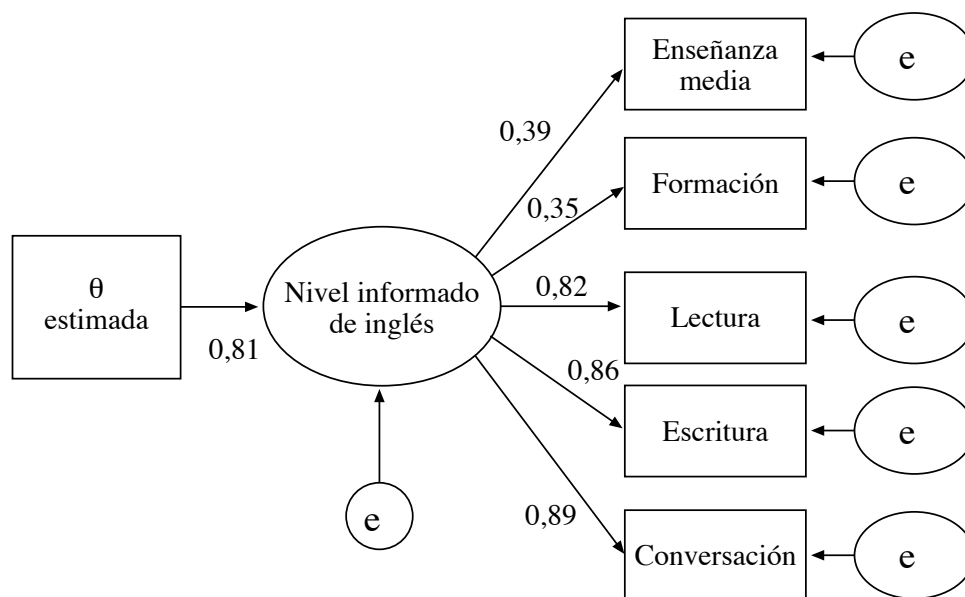 Enseñanza
media
e
0,39
Formación
e
0,35
θ
estimada
0,81
Nivel informado
de inglés
0,82
Lectura
e
0,86
Escritura
e
e
0,89
Conversación
e